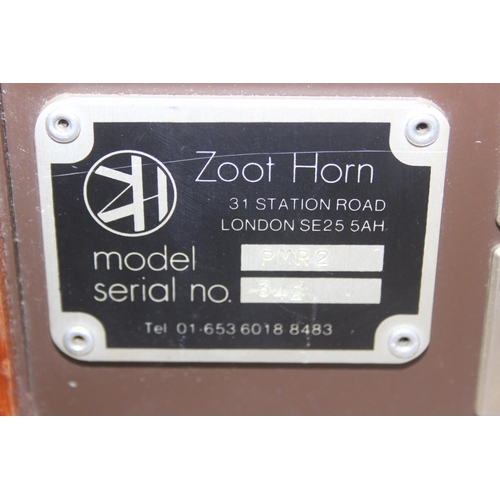 Zoot Horn
31 STATION ROAD
LONDON SE25 5AH
model PMR2
serial no.
Tel 01-653 6018 8483